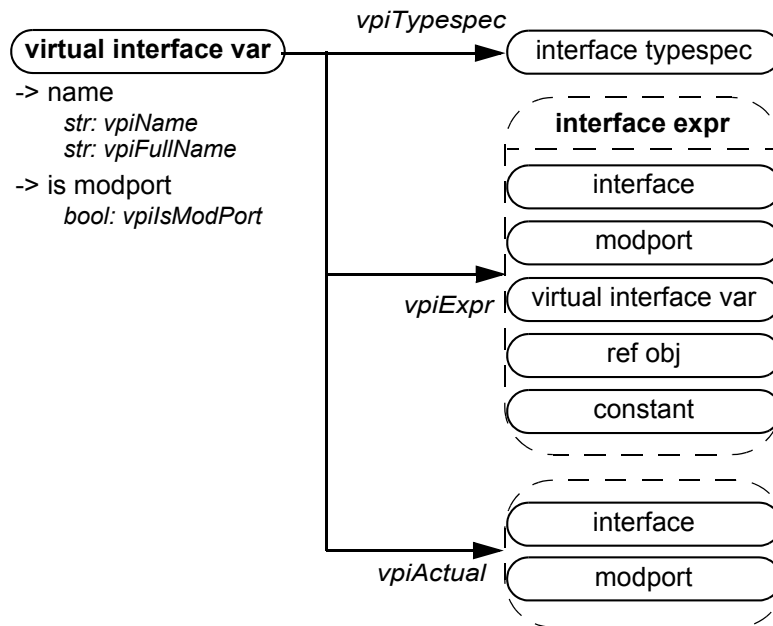 vpiTypespec
virtual interface var
interface typespec
-> name
str: vpiName
str: vpiFullName
-> is modport
bool: vpiIsModPort
interface expr
interface
modport
vpiExpr
virtual interface var
ref obj
constant
interface
vpiActual
modport